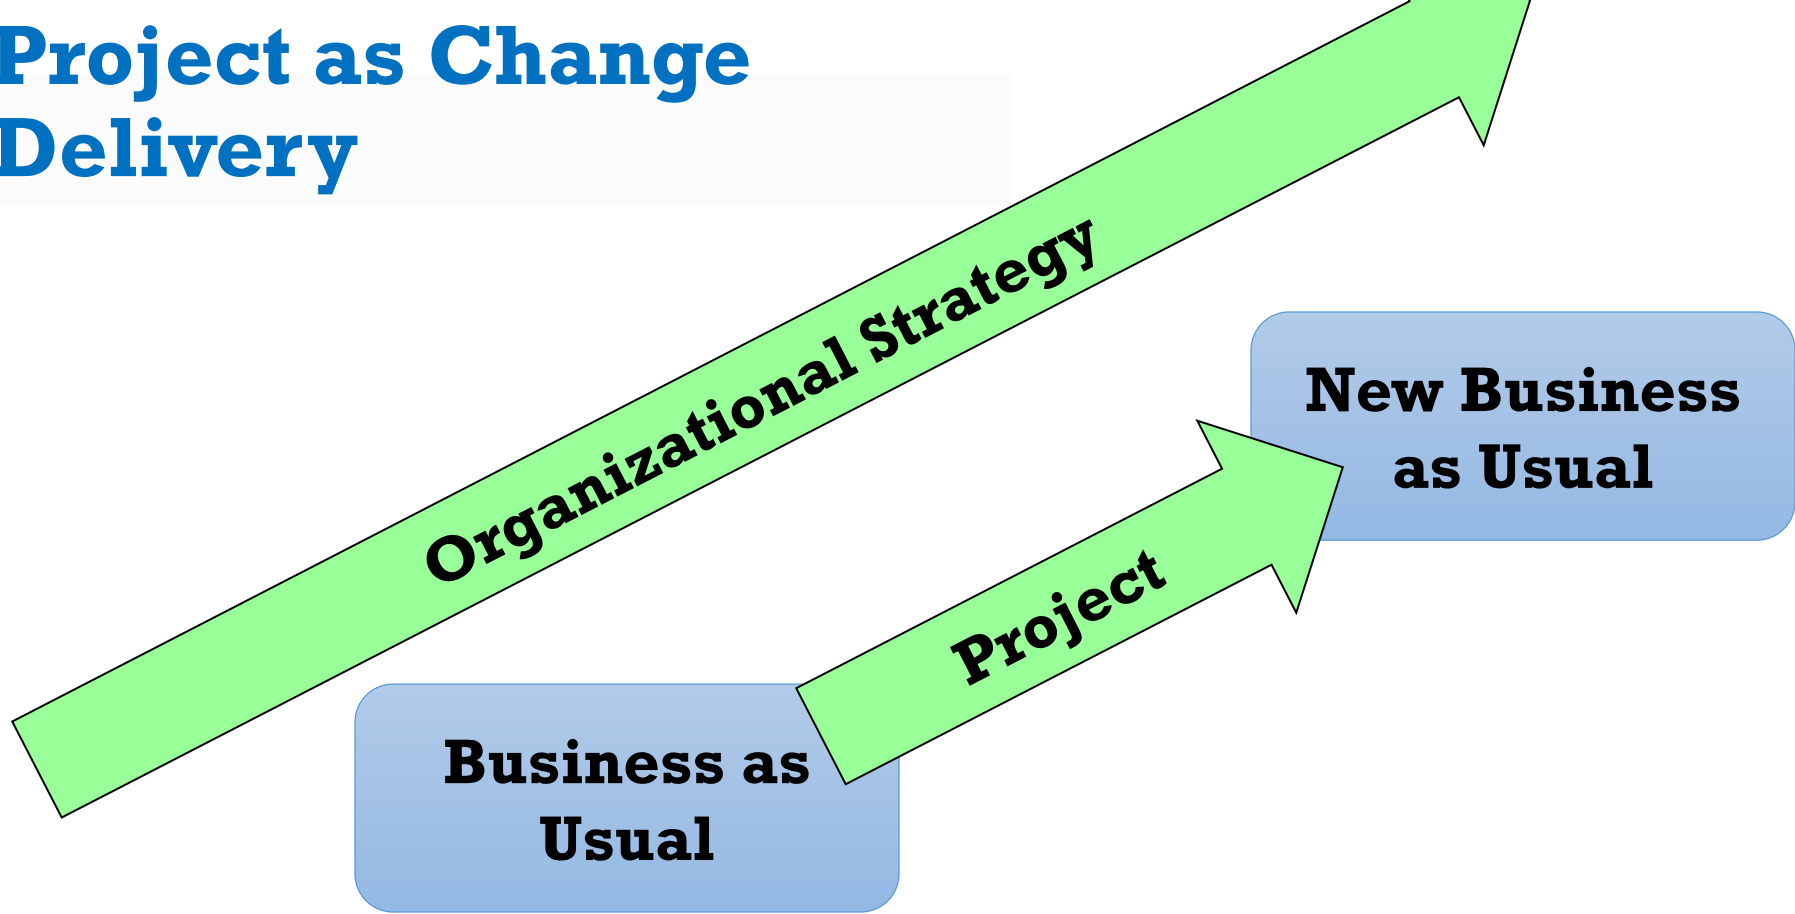 Project as Change
Delivery
Organizational Strategy
New Business
as Usual
Project
Business as
Usual